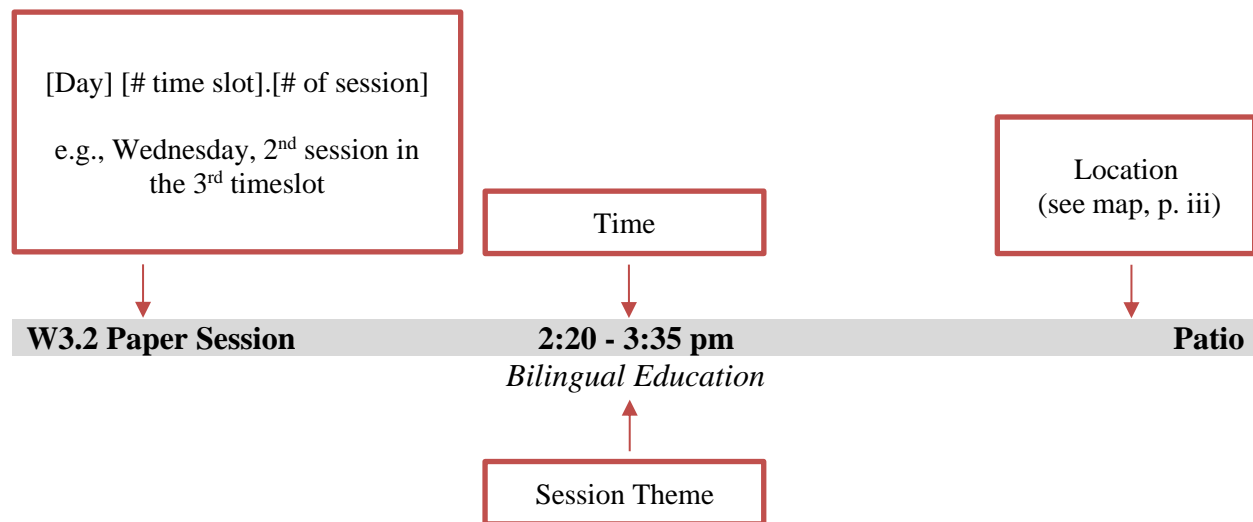 [Day] [# time slot].[# of session]
e.g., Wednesday, 2nd session in
the 3rd timeslot
Time
Location
(see map, p. iii)
W3.2 Paper Session 2:20 - 3:35 pm Patio
Bilingual Education
Session Theme